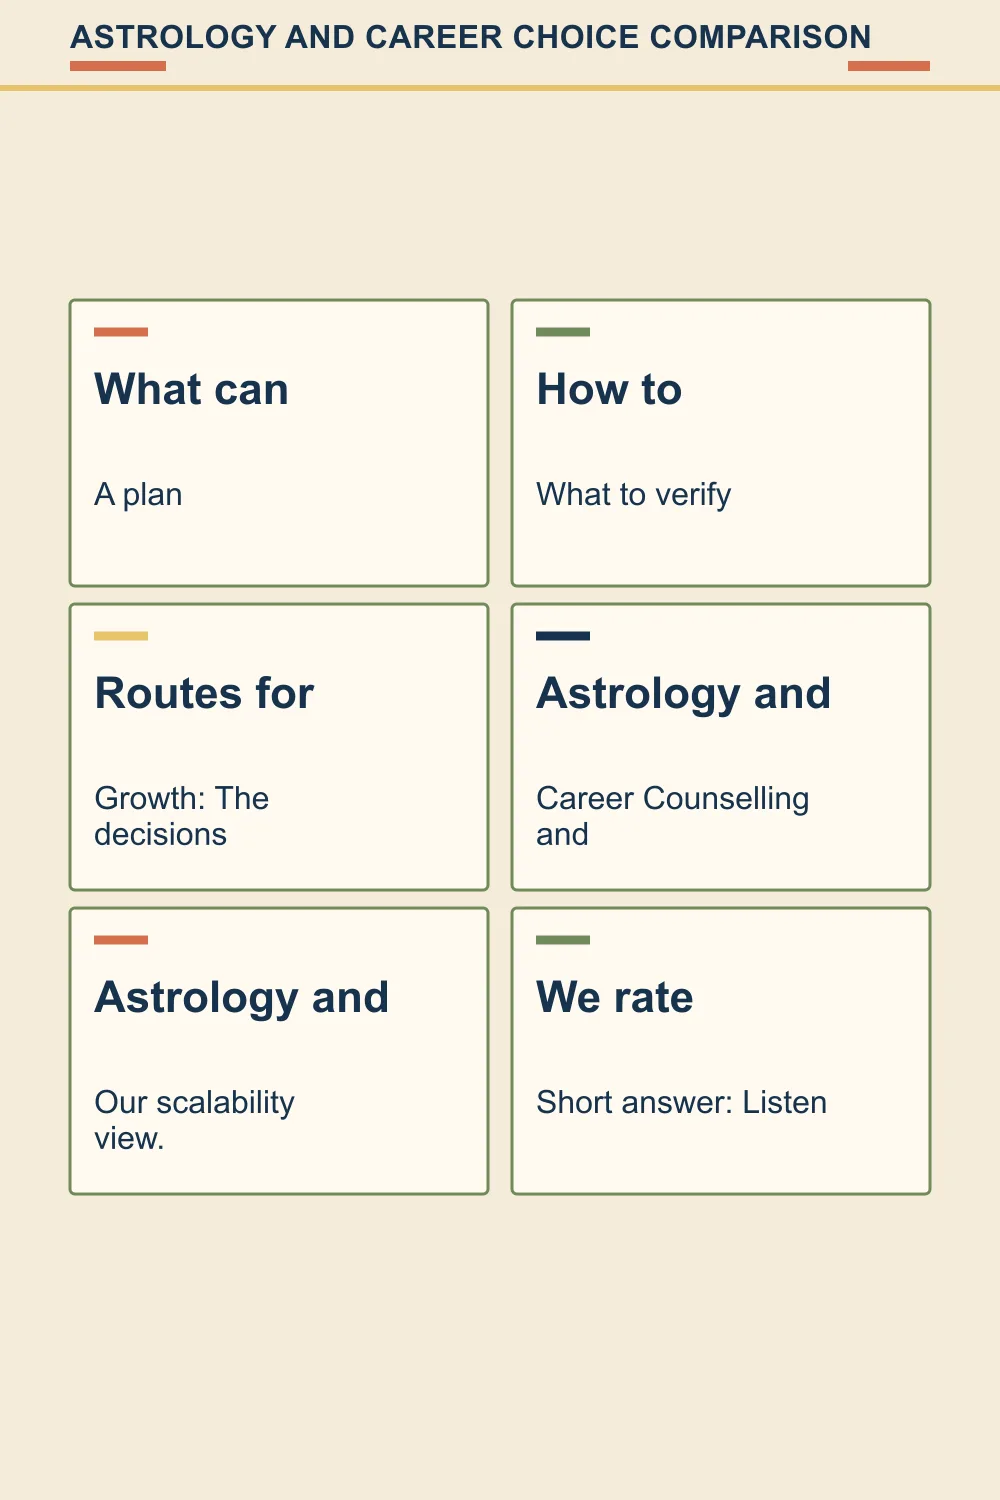 ASTROLOGY AND CAREER CHOICE COMPARISON
What can
A plan
How to
What to verify
Routes for
Growth: The
decisions
Astrology and
Career Counselling
and
Astrology and
Our scalability
view.
We rate
Short answer: Listen